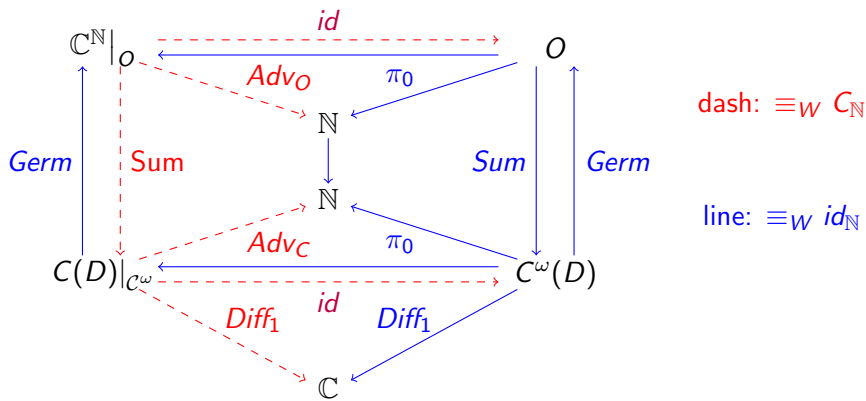 id
ℂ^ℕ|_O O
Adv_O π_0
dash: ≡_W C_ℕ
ℕ
Germ Sum Sum Germ
ℕ
line: ≡_W id_ℕ
Adv_C π_0
C(D)|_{𝒞^ω} C^ω(D)
id
Diff_1 Diff_1
ℂ